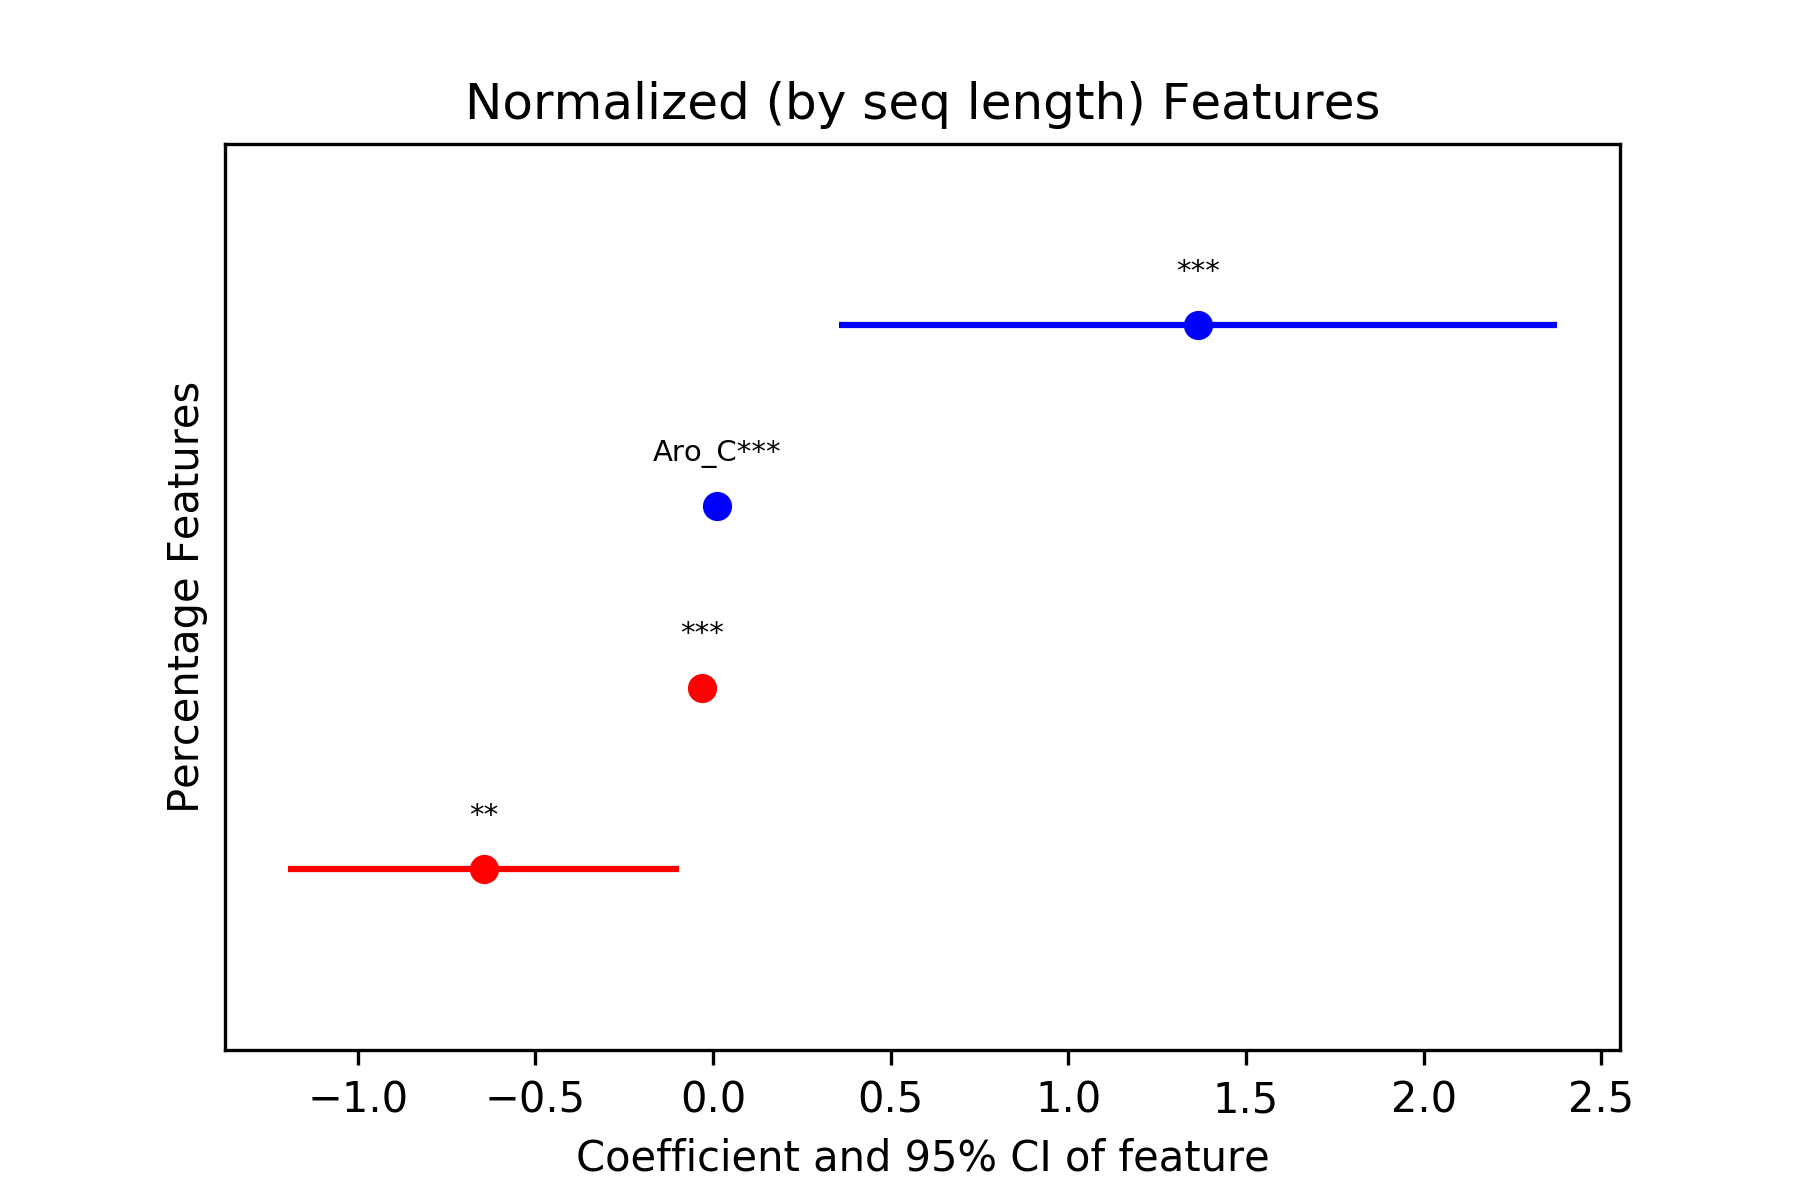 Normalized (by seq length) Features
***
Aro_C***
***
**
Percentage Features
−1.0 −0.5 0.0 0.5 1.0 1.5 2.0 2.5
Coefficient and 95% CI of feature